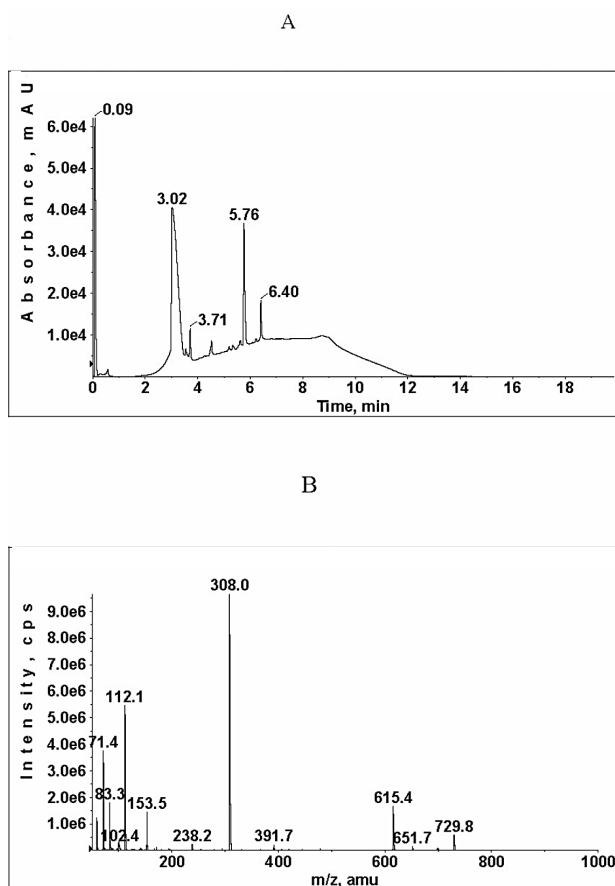 A
Absorbance, mAU
0.09
6.0e4
5.0e4
3.02
4.0e4
5.76
3.0e4
2.0e4
6.40
3.71
1.0e4
0 2 4 6 8 10 12 14 16 18
Time, min
B
Intensity, cps
308.0
9.0e6
8.0e6
7.0e6
6.0e6
112.1
5.0e6
4.0e6
71.4
3.0e6
2.0e6
83.3
153.5
615.4
1.0e6
102.4
238.2
391.7
651.7
729.8
200 400 600 800 1000
m/z, amu